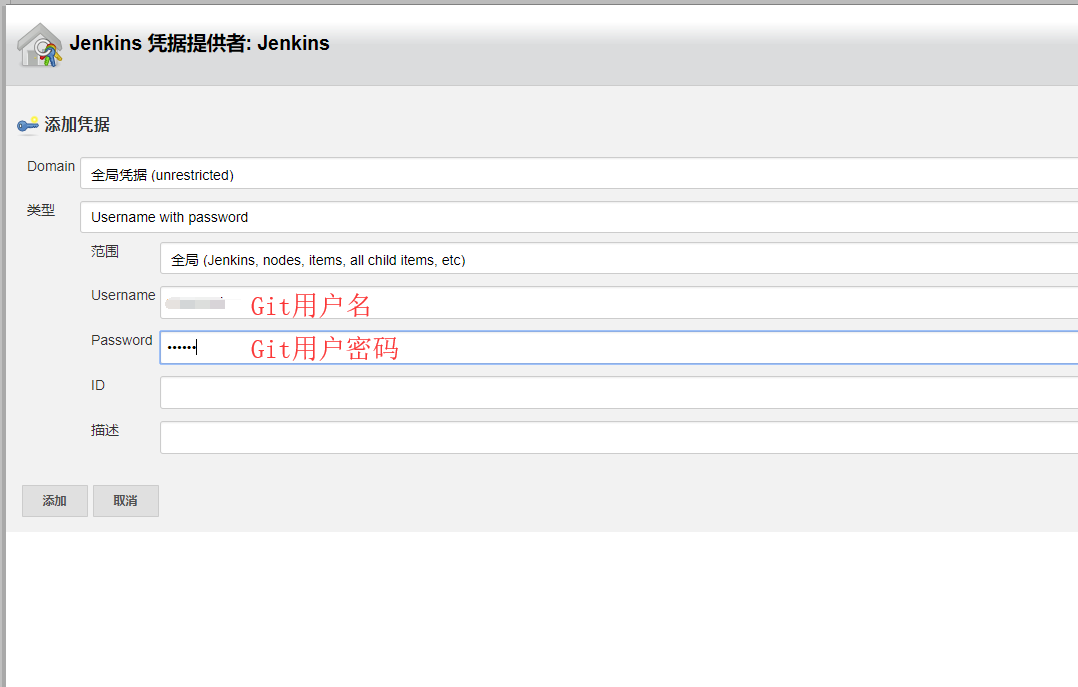 Jenkins 凭据提供者: Jenkins
添加凭据
Domain 全局凭据 (unrestricted)
类型 Username with password
范围 全局 (Jenkins, nodes, items, all child items, etc)
Username Git用户名
Password •••••• Git用户密码
ID
描述
添加 取消